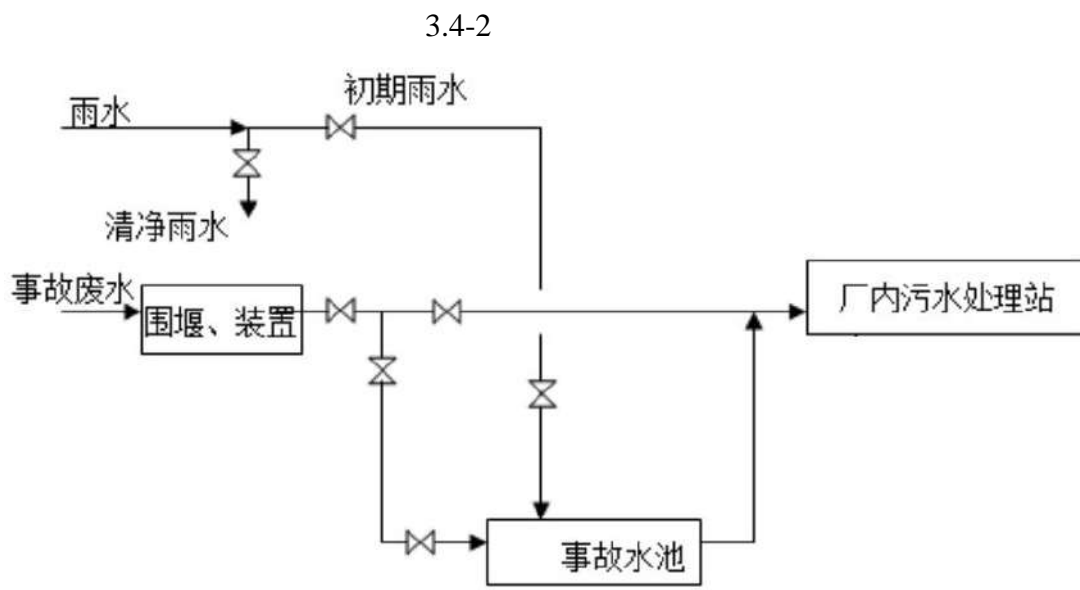 3.4-2
初期雨水
雨水
清净雨水
事故废水
围堰、装置
厂内污水处理站
事故水池